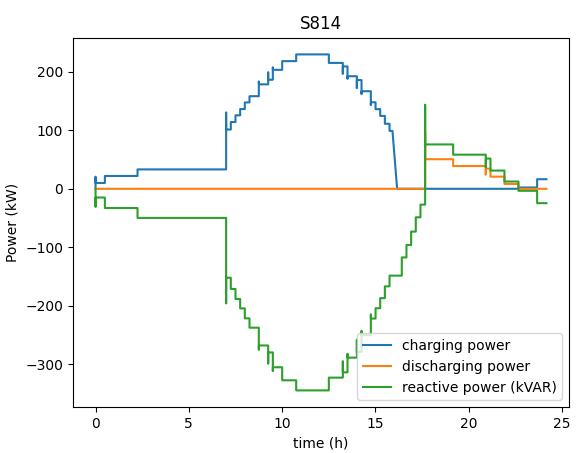 S814
Power (kW)
200
100
0
−100
−200
−300
0
5
10
15
20
25
time (h)
charging power
discharging power
reactive power (kVAR)